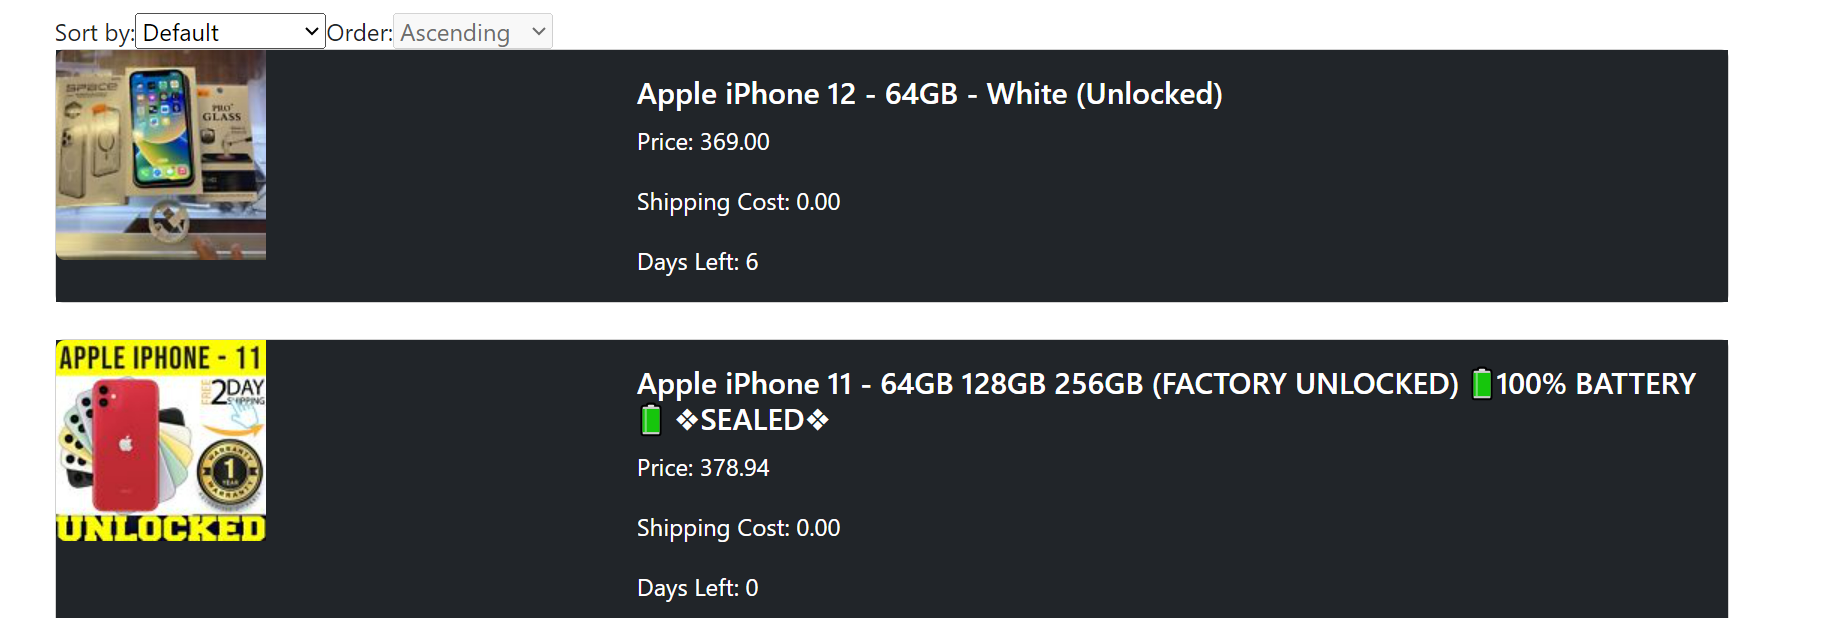 Sort by: Default Order: Ascending
SPACE
PRO+
GLASS
Apple iPhone 12 - 64GB - White (Unlocked)
Price: 369.00
Shipping Cost: 0.00
Days Left: 6
APPLE IPHONE - 11
FREE 2DAY
SHIPPING
WARRANTY
1
YEAR
WARRANTY
UNLOCKED
Apple iPhone 11 - 64GB 128GB 256GB (FACTORY UNLOCKED) 🔋100% BATTERY
🔋 ❖SEALED❖
Price: 378.94
Shipping Cost: 0.00
Days Left: 0